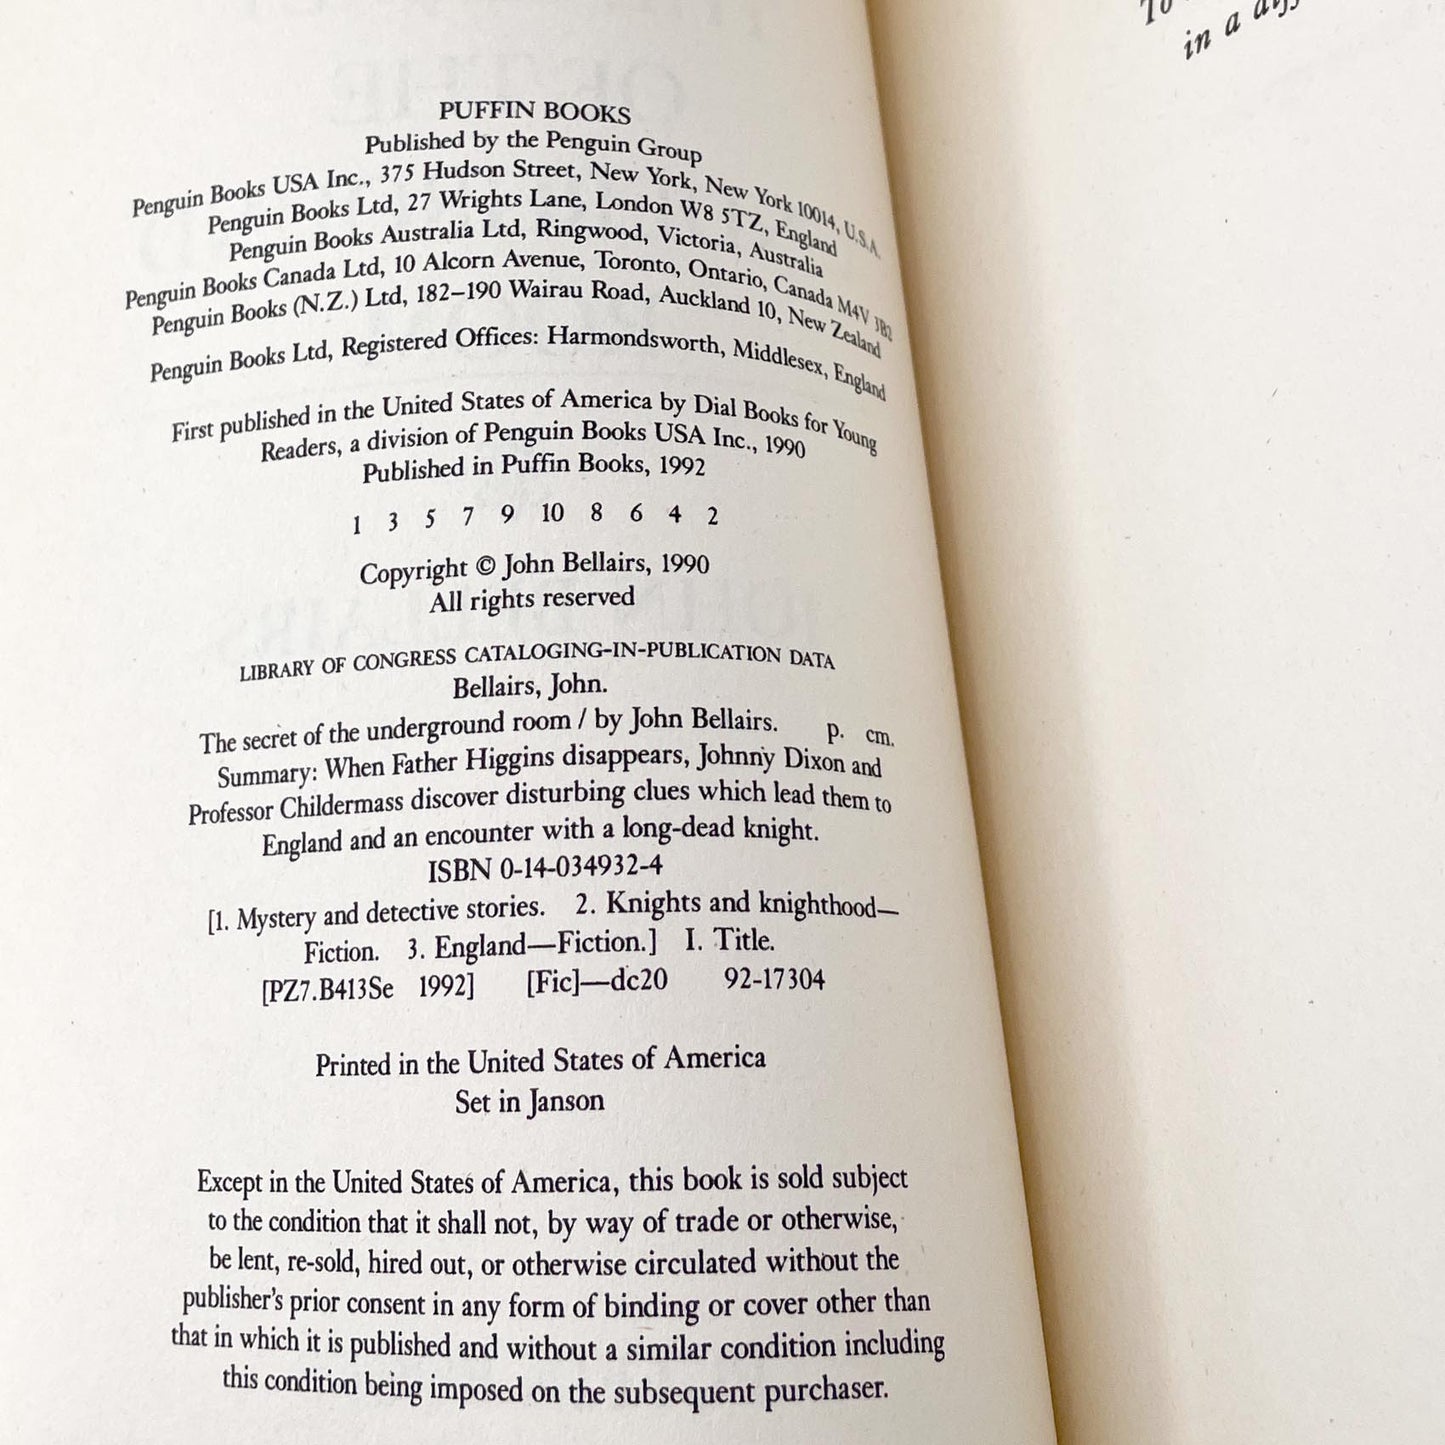 PUFFIN BOOKS
Published by the Penguin Group
Penguin Books USA Inc., 375 Hudson Street, New York, New York 10014, U.S.A.
Penguin Books Ltd, 27 Wrights Lane, London W8 5TZ, England
Penguin Books Australia Ltd, Ringwood, Victoria, Australia
Penguin Books Canada Ltd, 10 Alcorn Avenue, Toronto, Ontario, Canada M4V 3B2
Penguin Books (N.Z.) Ltd, 182–190 Wairau Road, Auckland 10, New Zealand
Penguin Books Ltd, Registered Offices: Harmondsworth, Middlesex, England
First published in the United States of America by Dial Books for Young
Readers, a division of Penguin Books USA Inc., 1990
Published in Puffin Books, 1992
1 3 5 7 9 10 8 6 4 2
Copyright © John Bellairs, 1990
All rights reserved
LIBRARY OF CONGRESS CATALOGING-IN-PUBLICATION DATA
Bellairs, John.
The secret of the underground room / by John Bellairs. p. cm.
Summary: When Father Higgins disappears, Johnny Dixon and
Professor Childermass discover disturbing clues which lead them to
England and an encounter with a long-dead knight.
ISBN 0-14-034932-4
[1. Mystery and detective stories. 2. Knights and knighthood—
Fiction. 3. England—Fiction.] I. Title.
[PZ7.B413Se 1992] [Fic]—dc20 92-17304
Printed in the United States of America
Set in Janson
Except in the United States of America, this book is sold subject
to the condition that it shall not, by way of trade or otherwise,
be lent, re-sold, hired out, or otherwise circulated without the
publisher's prior consent in any form of binding or cover other than
that in which it is published and without a similar condition including
this condition being imposed on the subsequent purchaser.
To
in a